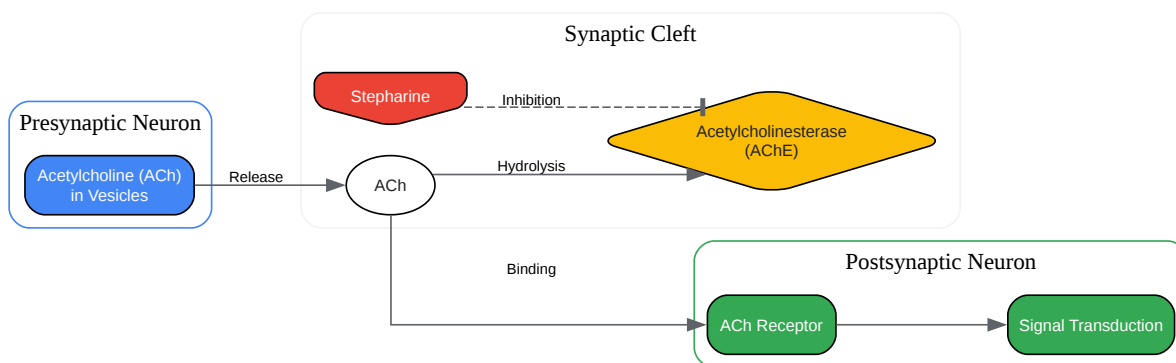 Synaptic Cleft
Stepharine
Inhibition
Presynaptic Neuron
Acetylcholinesterase
(AChE)
Acetylcholine (ACh)
in Vesicles
Release
ACh
Hydrolysis
Binding
Postsynaptic Neuron
ACh Receptor
Signal Transduction